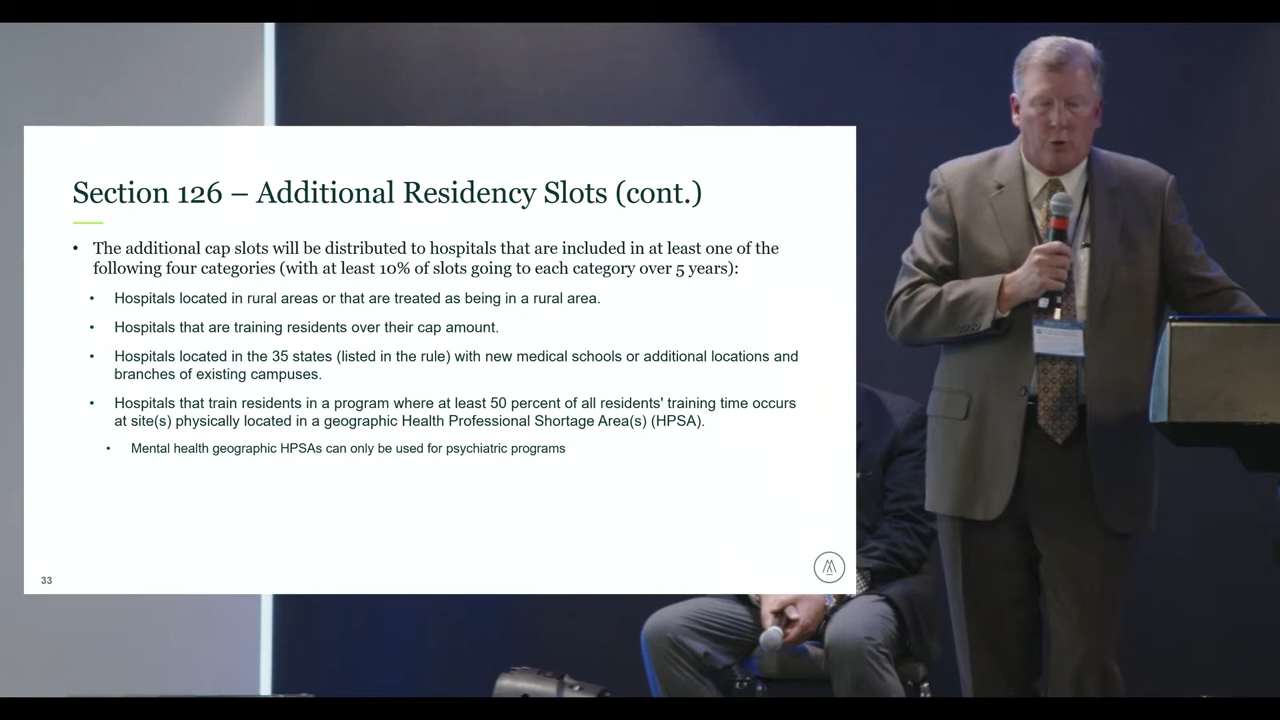 Section 126 – Additional Residency Slots (cont.)
• The additional cap slots will be distributed to hospitals that are included in at least one of the
following four categories (with at least 10% of slots going to each category over 5 years):
• Hospitals located in rural areas or that are treated as being in a rural area.
• Hospitals that are training residents over their cap amount.
• Hospitals located in the 35 states (listed in the rule) with new medical schools or additional locations and
branches of existing campuses.
• Hospitals that train residents in a program where at least 50 percent of all residents' training time occurs
at site(s) physically located in a geographic Health Professional Shortage Area(s) (HPSA).
• Mental health geographic HPSAs can only be used for psychiatric programs
33